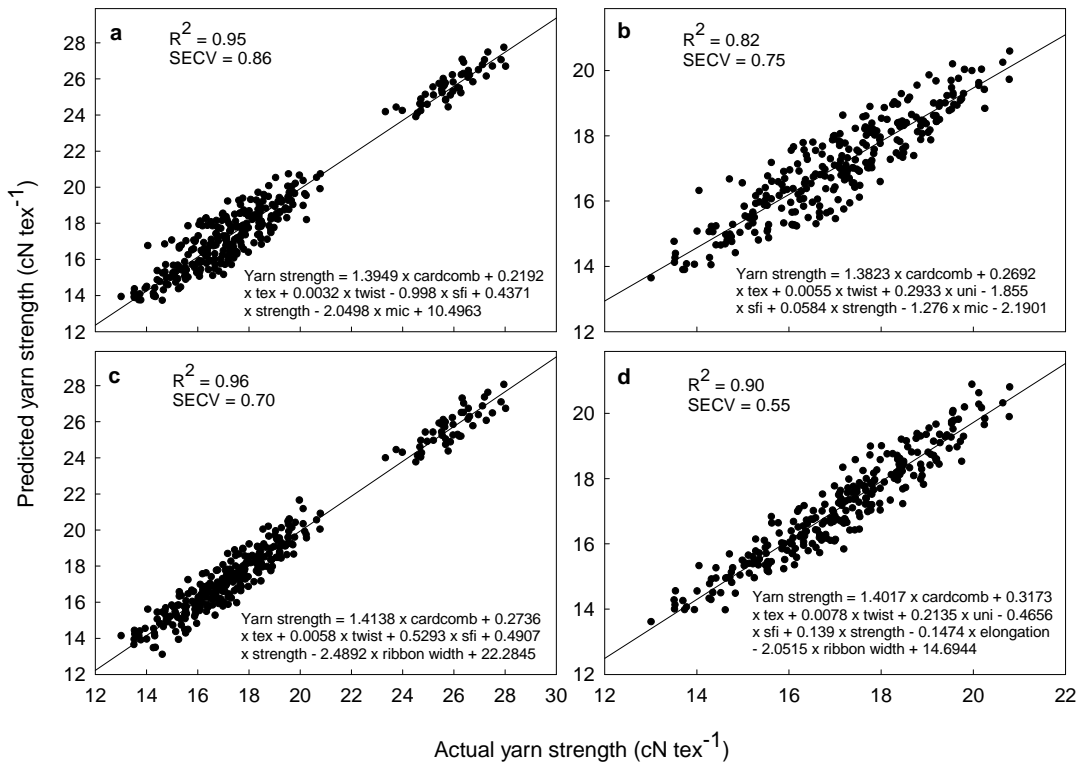 Predicted yarn strength (cN tex⁻¹)
a
R² = 0.95
SECV = 0.86
28
26
24
22
20
18
16
14
12
Yarn strength = 1.3949 x cardcomb + 0.2192
x tex + 0.0032 x twist - 0.998 x sfi + 0.4371
x strength - 2.0498 x mic + 10.4963
b
R² = 0.82
SECV = 0.75
20
18
16
14
12
Yarn strength = 1.3823 x cardcomb + 0.2692
x tex + 0.0055 x twist + 0.2933 x uni - 1.855
x sfi + 0.0584 x strength - 1.276 x mic - 2.1901
c
R² = 0.96
SECV = 0.70
28
26
24
22
20
18
16
14
12
Yarn strength = 1.4138 x cardcomb + 0.2736
x tex + 0.0058 x twist + 0.5293 x sfi + 0.4907
x strength - 2.4892 x ribbon width + 22.2845
12 14 16 18 20 22 24 26 28 30
d
R² = 0.90
SECV = 0.55
20
18
16
14
12
Yarn strength = 1.4017 x cardcomb + 0.3173
x tex + 0.0078 x twist + 0.2135 x uni - 0.4656
x sfi + 0.139 x strength - 0.1474 x elongation
- 2.0515 x ribbon width + 14.6944
12 14 16 18 20 22
Actual yarn strength (cN tex⁻¹)